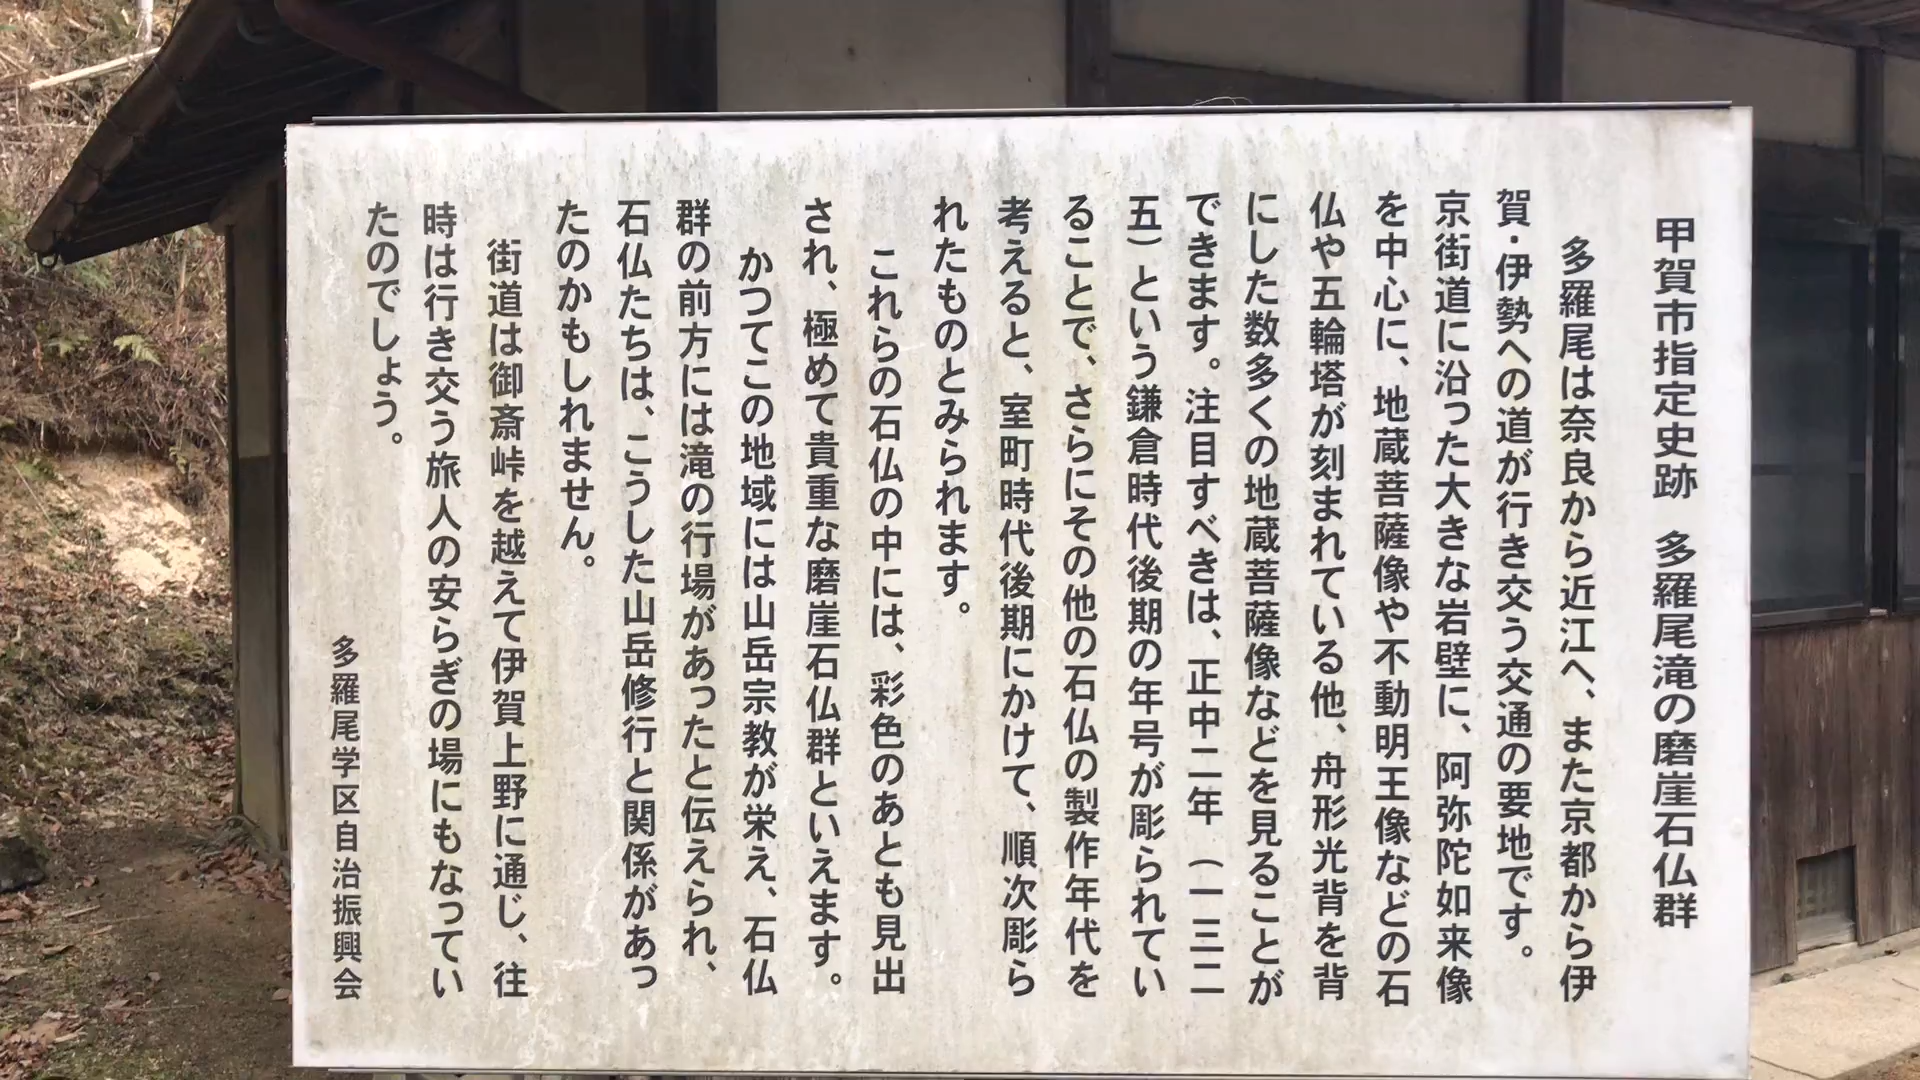 甲賀市指定史跡　多羅尾滝の磨崖石仏群
多羅尾は奈良から近江へ、また京都から伊
賀・伊勢への道が行き交う交通の要地です。
京街道に沿った大きな岩壁に、阿弥陀如来像
を中心に、地蔵菩薩像や不動明王像などの石
仏や五輪塔が刻まれている他、舟形光背を背
にした数多くの地蔵菩薩像などを見ることが
できます。注目すべきは、正中二年（一三二
五）という鎌倉時代後期の年号が彫られてい
ることで、さらにその他の石仏の製作年代を
考えると、室町時代後期にかけて、順次彫ら
れたものとみられます。
これらの石仏の中には、彩色のあとも見出
され、極めて貴重な磨崖石仏群といえます。
かつてこの地域には山岳宗教が栄え、石仏
群の前方には滝の行場があったと伝えられ、
石仏たちは、こうした山岳修行と関係があっ
たのかもしれません。
街道は御斎峠を越えて伊賀上野に通じ、往
時は行き交う旅人の安らぎの場にもなってい
たのでしょう。
多羅尾学区自治振興会